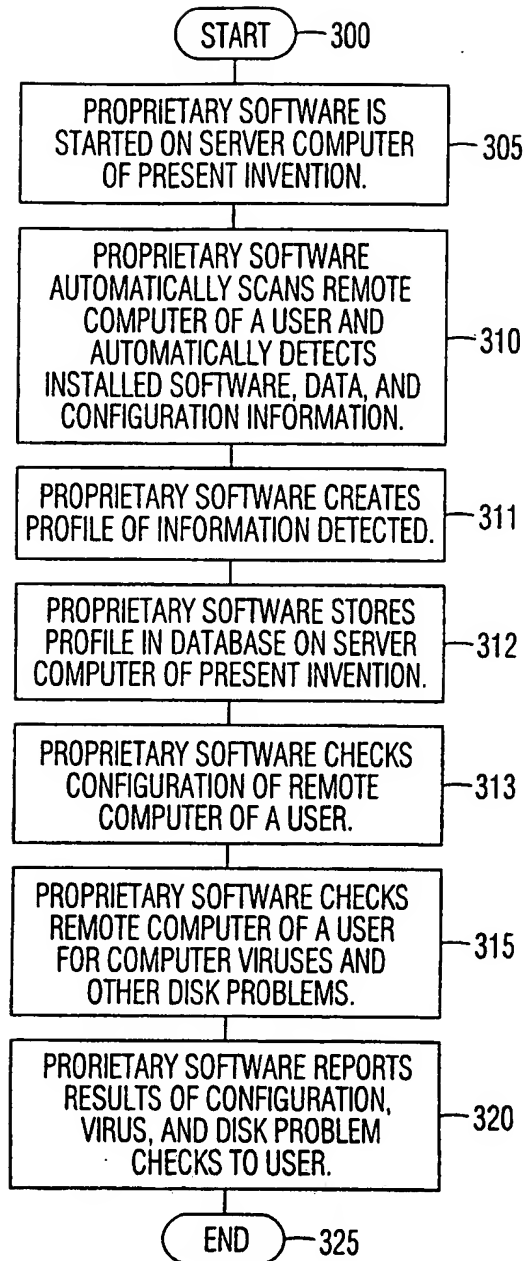 START 300
PROPRIETARY SOFTWARE IS
STARTED ON SERVER COMPUTER
OF PRESENT INVENTION.
305
PROPRIETARY SOFTWARE
AUTOMATICALLY SCANS REMOTE
COMPUTER OF A USER AND
AUTOMATICALLY DETECTS
INSTALLED SOFTWARE, DATA, AND
CONFIGURATION INFORMATION.
310
PROPRIETARY SOFTWARE CREATES
PROFILE OF INFORMATION DETECTED.
311
PROPRIETARY SOFTWARE STORES
PROFILE IN DATABASE ON SERVER
COMPUTER OF PRESENT INVENTION.
312
PROPRIETARY SOFTWARE CHECKS
CONFIGURATION OF REMOTE
COMPUTER OF A USER.
313
PROPRIETARY SOFTWARE CHECKS
REMOTE COMPUTER OF A USER
FOR COMPUTER VIRUSES AND
OTHER DISK PROBLEMS.
315
PRORIETARY SOFTWARE REPORTS
RESULTS OF CONFIGURATION,
VIRUS, AND DISK PROBLEM
CHECKS TO USER.
320
END 325